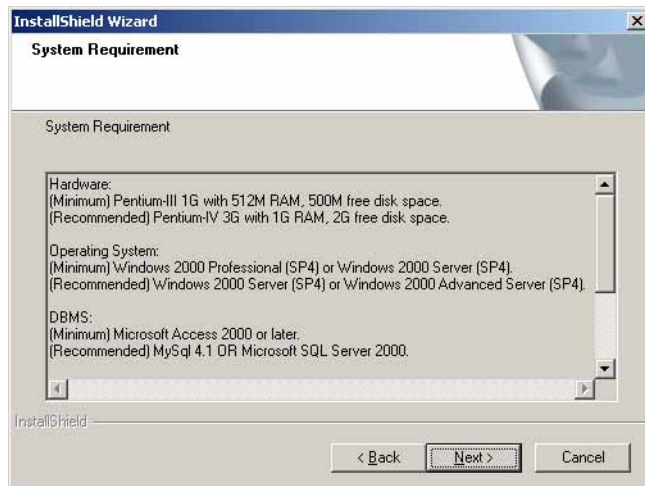 InstallShield Wizard
System Requirement
System Requirement
Hardware:
(Minimum) Pentium-III 1G with 512M RAM, 500M free disk space.
(Recommended) Pentium-IV 3G with 1G RAM, 2G free disk space.
Operating System:
(Minimum) Windows 2000 Professional (SP4) or Windows 2000 Server (SP4).
(Recommended) Windows 2000 Server (SP4) or Windows 2000 Advanced Server (SP4).
DBMS:
(Minimum) Microsoft Access 2000 or later.
(Recommended) MySql 4.1 OR Microsoft SQL Server 2000.
InstallShield
< Back Next > Cancel